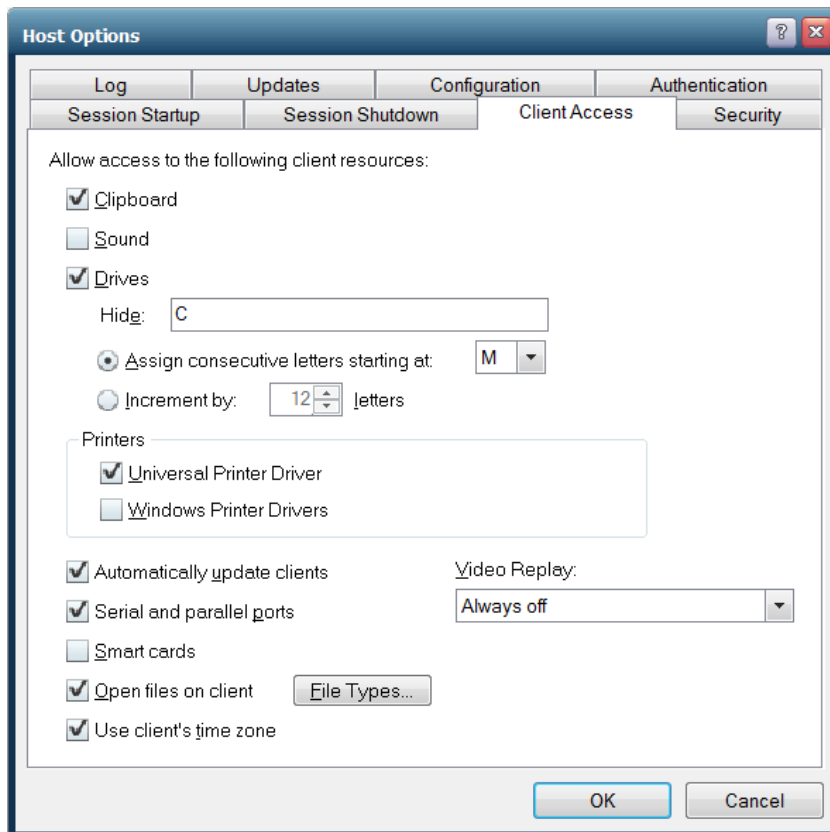 Host Options
?
Log Updates Configuration Authentication
Session Startup Session Shutdown Client Access Security
Allow access to the following client resources:
Clipboard
Sound
Drives
Hide: C
Assign consecutive letters starting at: M
Increment by: 12 letters
Printers
Universal Printer Driver
Windows Printer Drivers
Automatically update clients Video Replay:
Serial and parallel ports Always off
Smart cards
Open files on client File Types...
Use client's time zone
OK Cancel